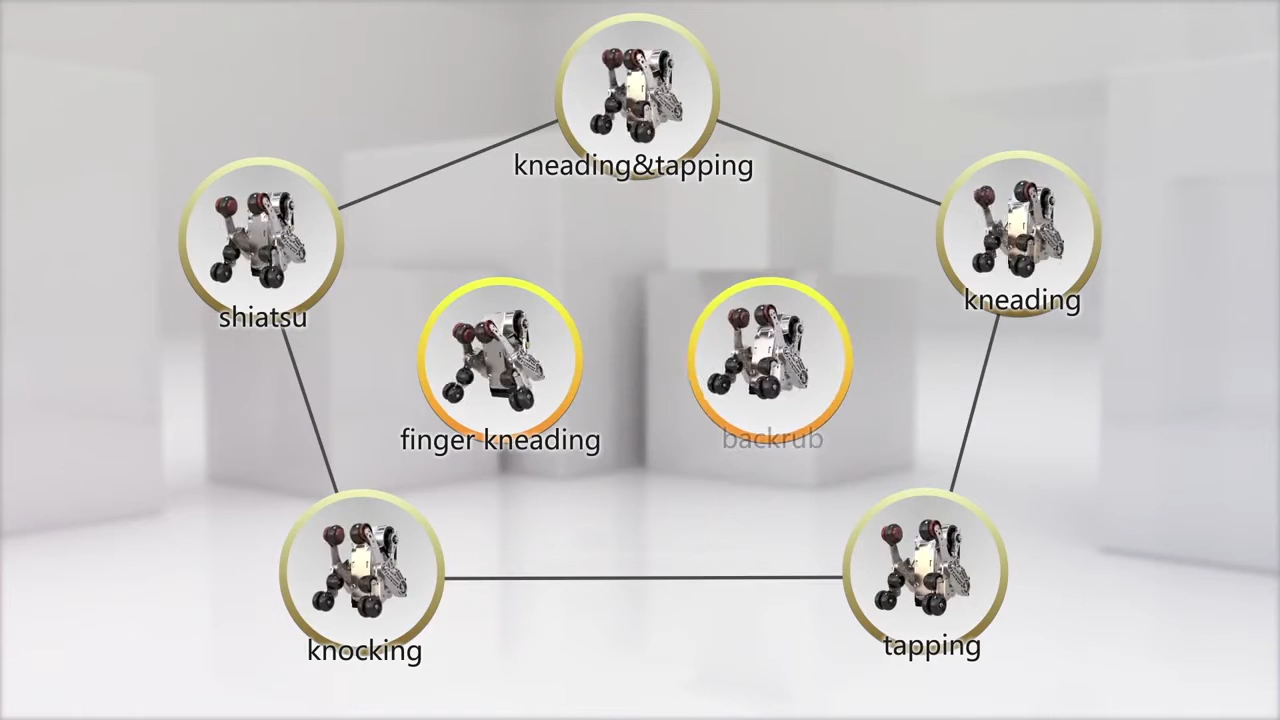 kneading&tapping
kneading
shiatsu
finger kneading
backrub
tapping
knocking